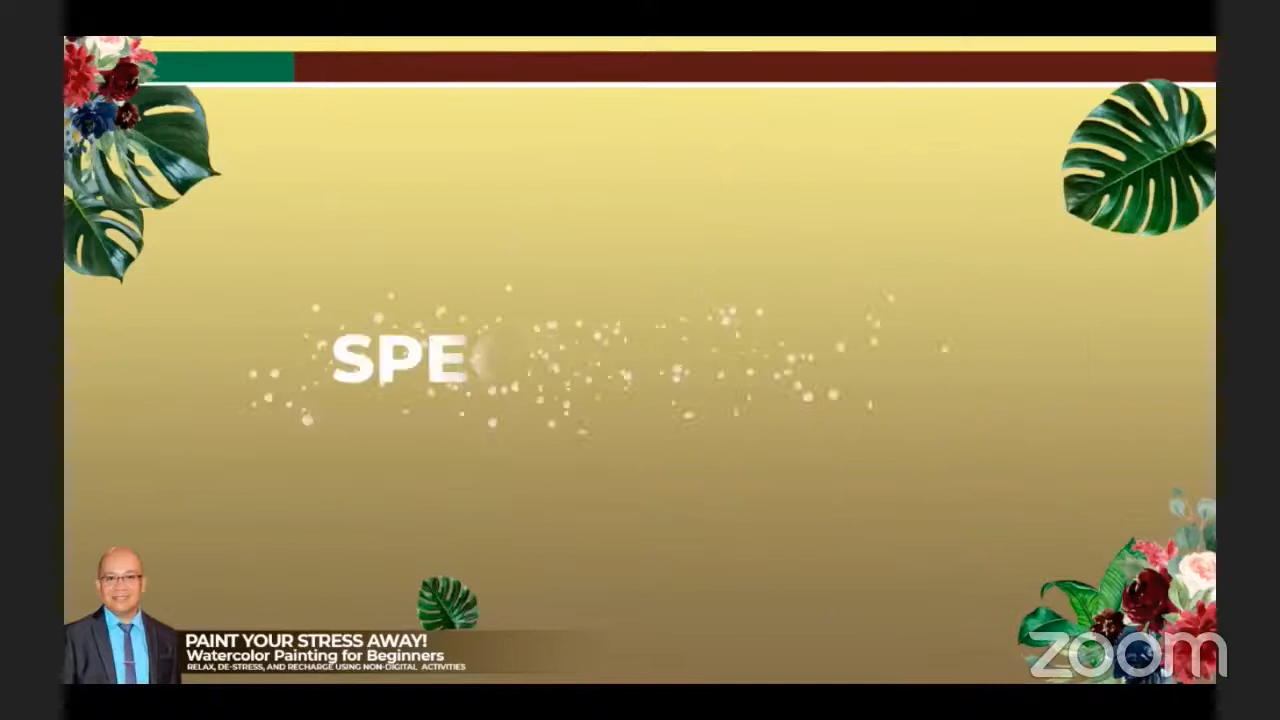 SPE
PAINT YOUR STRESS AWAY!
Watercolor Painting for Beginners
RELAX, DE-STRESS, AND RECHARGE USING NON-DIGITAL ACTIVITIES
zoom